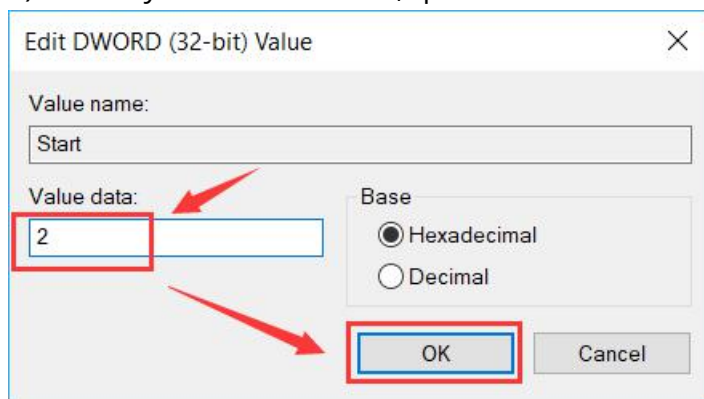 Edit DWORD (32-bit) Value
Value name:
Start
Value data:
2
Base
Hexadecimal
Decimal
OK
Cancel